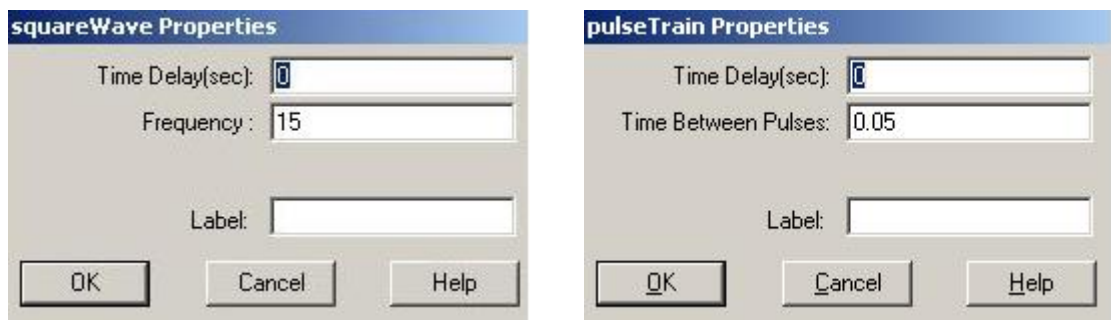 squareWave Properties
Time Delay(sec): 0
Frequency : 15
Label:
OK Cancel Help
pulseTrain Properties
Time Delay(sec): 0
Time Between Pulses: 0.05
Label:
OK Cancel Help